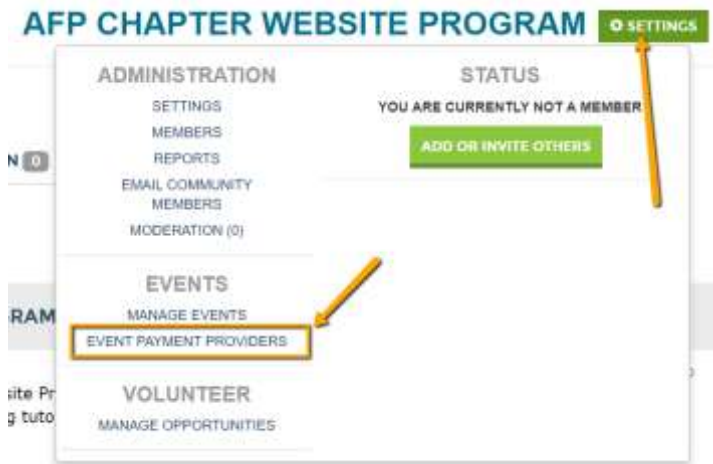 AFP CHAPTER WEBSITE PROGRAM
SETTINGS
ADMINISTRATION
SETTINGS
MEMBERS
REPORTS
EMAIL COMMUNITY
MEMBERS
MODERATION (0)
STATUS
YOU ARE CURRENTLY NOT A MEMBER
ADD OR INVITE OTHERS
N 0
EVENTS
MANAGE EVENTS
EVENT PAYMENT PROVIDERS
RAM
VOLUNTEER
MANAGE OPPORTUNITIES
site Pr
g tuto